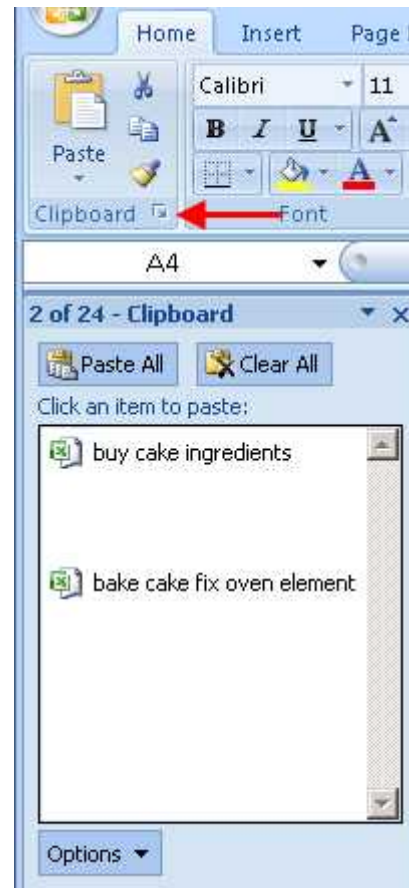 Home Insert Page
Calibri 11
B I U A
Paste A
Clipboard Font
A4
2 of 24 - Clipboard
Paste All Clear All
Click an item to paste:
buy cake ingredients
bake cake fix oven element
Options